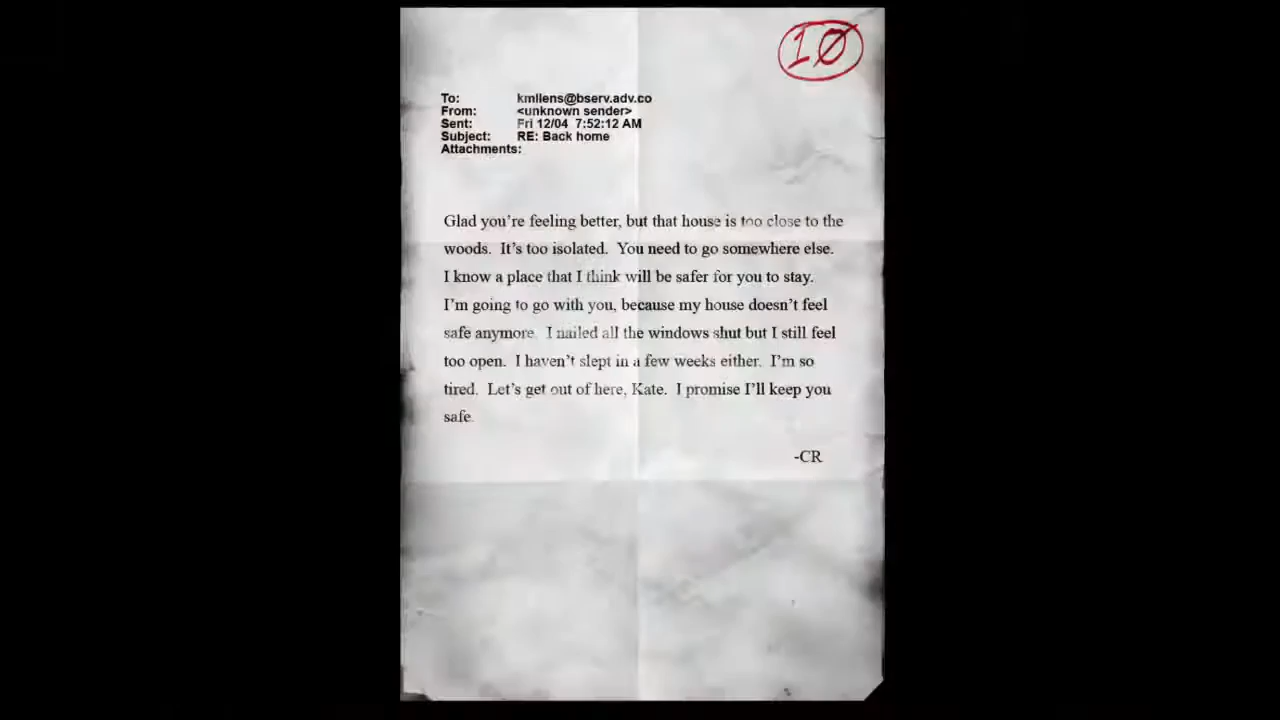 10
To: kmllens@bserv.adv.co
From: <unknown sender>
Sent: Fri 12/04 7:52:12 AM
Subject: RE: Back home
Attachments:
Glad you're feeling better, but that house is too close to the
woods. It's too isolated. You need to go somewhere else.
I know a place that I think will be safer for you to stay.
I'm going to go with you, because my house doesn't feel
safe anymore. I nailed all the windows shut but I still feel
too open. I haven't slept in a few weeks either. I'm so
tired. Let's get out of here, Kate. I promise I'll keep you
safe.
-CR